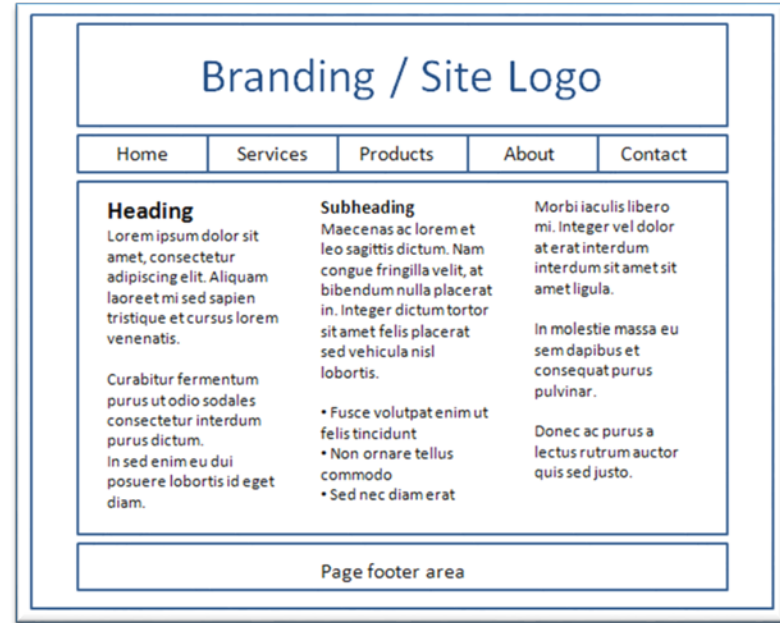 Branding / Site Logo
Home Services Products About Contact
Heading
Lorem ipsum dolor sit
amet, consectetur
adipiscing elit. Aliquam
laoreet mi sed sapien
tristique et cursus lorem
venenatis.
Curabitur fermentum
purus ut odio sodales
consectetur interdum
purus dictum.
In sed enim eu dui
posuere lobortis id eget
diam.
Subheading
Maecenas ac lorem et
leo sagittis dictum. Nam
congue fringilla velit, at
bibendum nulla placerat
in. Integer dictum tortor
sit amet felis placerat
sed vehicula nisl
lobortis.
• Fusce volutpat enim ut
felis tincidunt
• Non ornare tellus
commodo
• Sed nec diam erat
Morbi iaculis libero
mi. Integer vel dolor
at erat interdum
interdum sit amet sit
amet ligula.
In molestie massa eu
sem dapibus et
consequat purus
pulvinar.
Donec ac purus a
lectus rutrum auctor
quis sed justo.
Page footer area